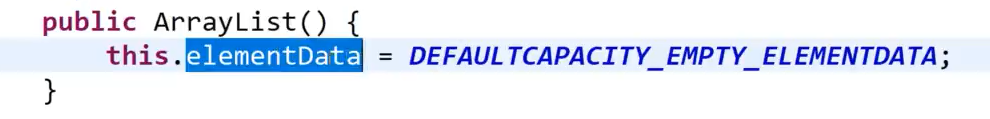 public ArrayList() {
this.elementData = DEFAULTCAPACITY_EMPTY_ELEMENTDATA;
}